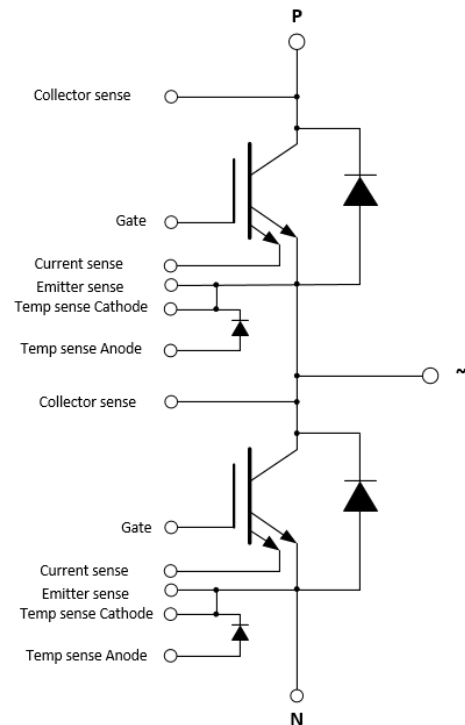 P
Collector sense
Gate
Current sense
Emitter sense
Temp sense Cathode
Temp sense Anode
~
Collector sense
Gate
Current sense
Emitter sense
Temp sense Cathode
Temp sense Anode
N